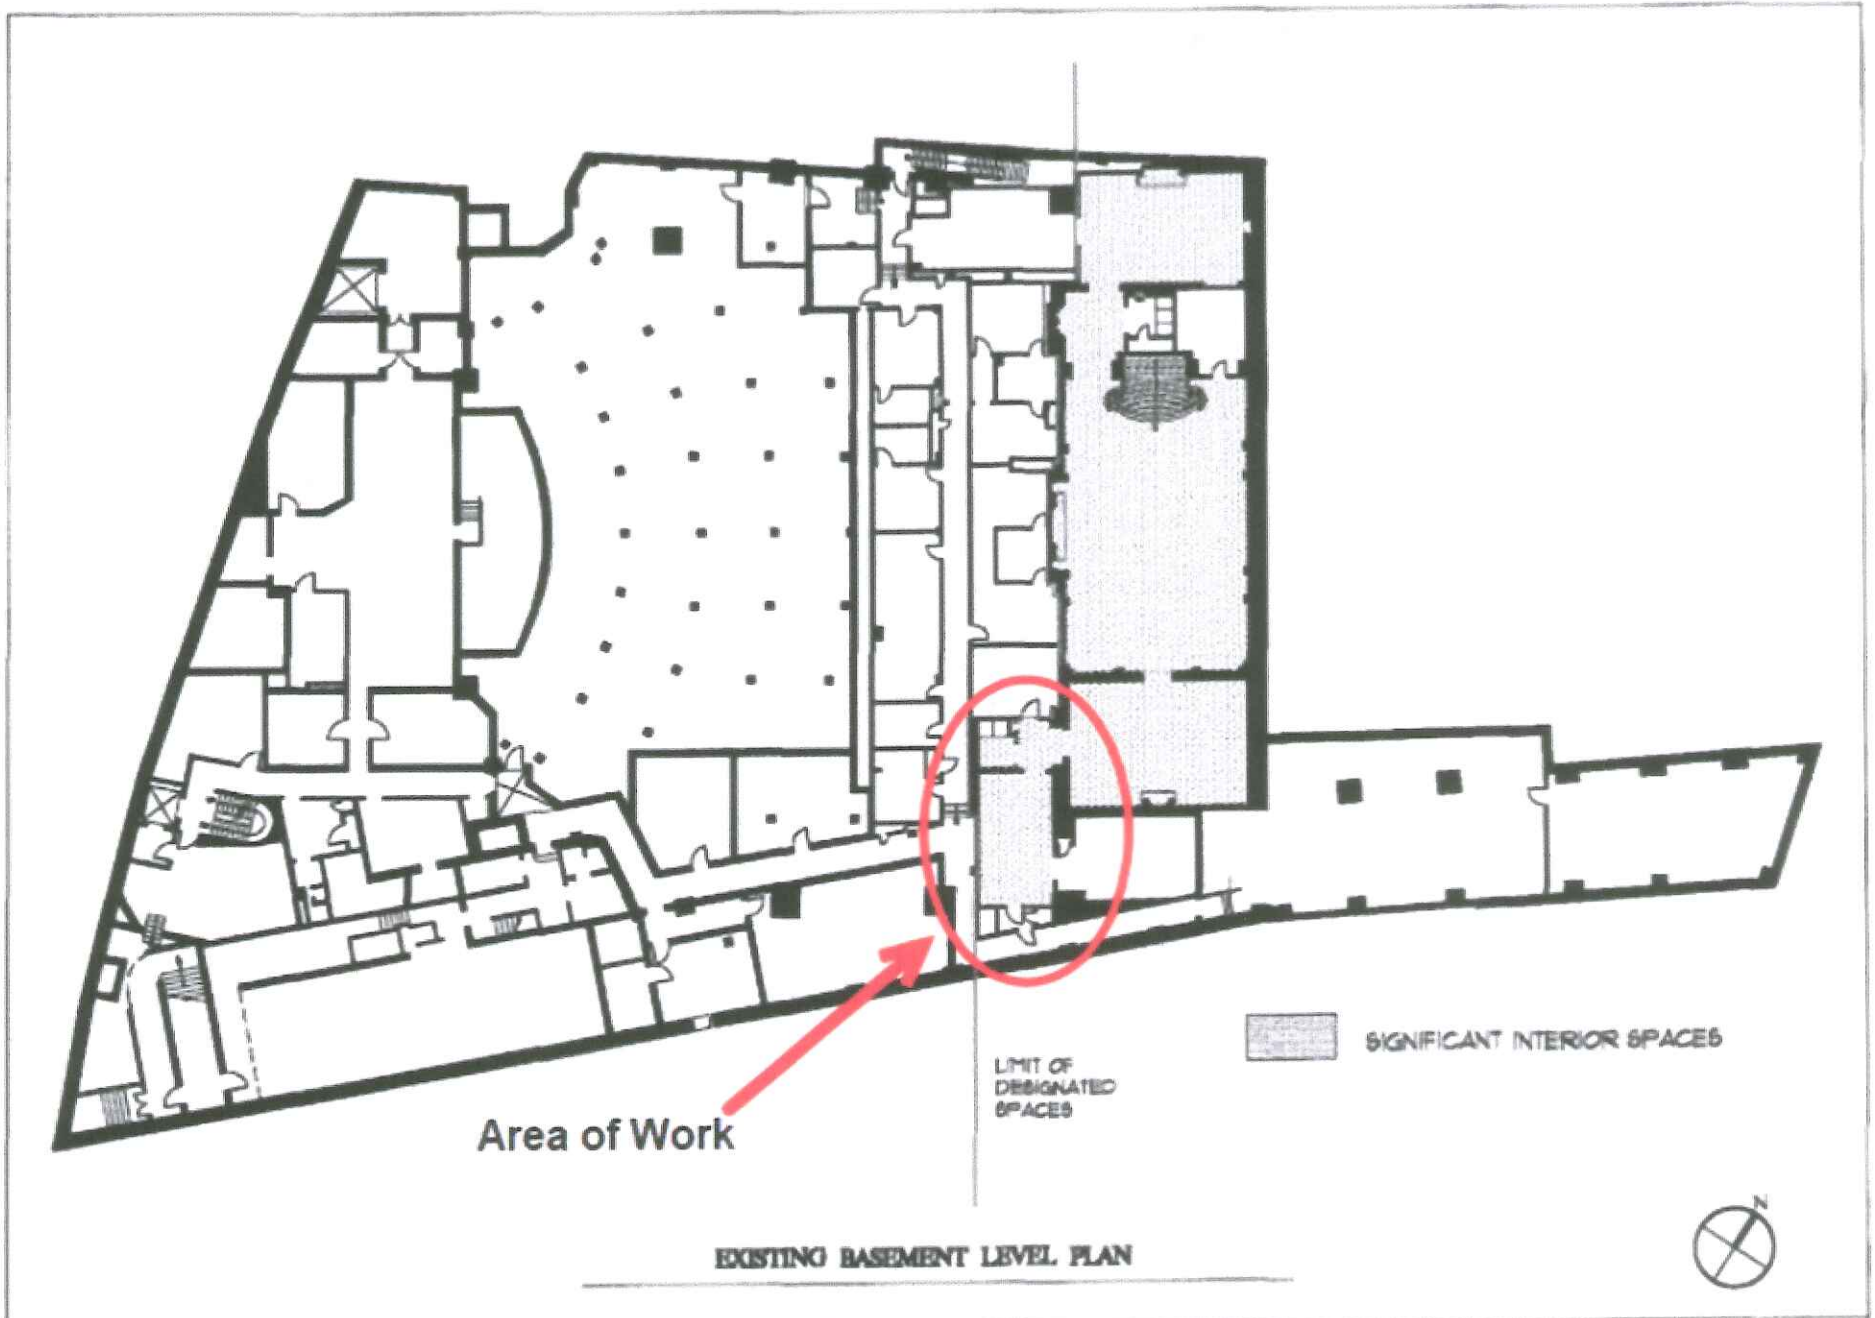 SIGNIFICANT INTERIOR SPACES
LIMIT OF
DESIGNATED
SPACES
Area of Work
N
EXISTING BASEMENT LEVEL PLAN